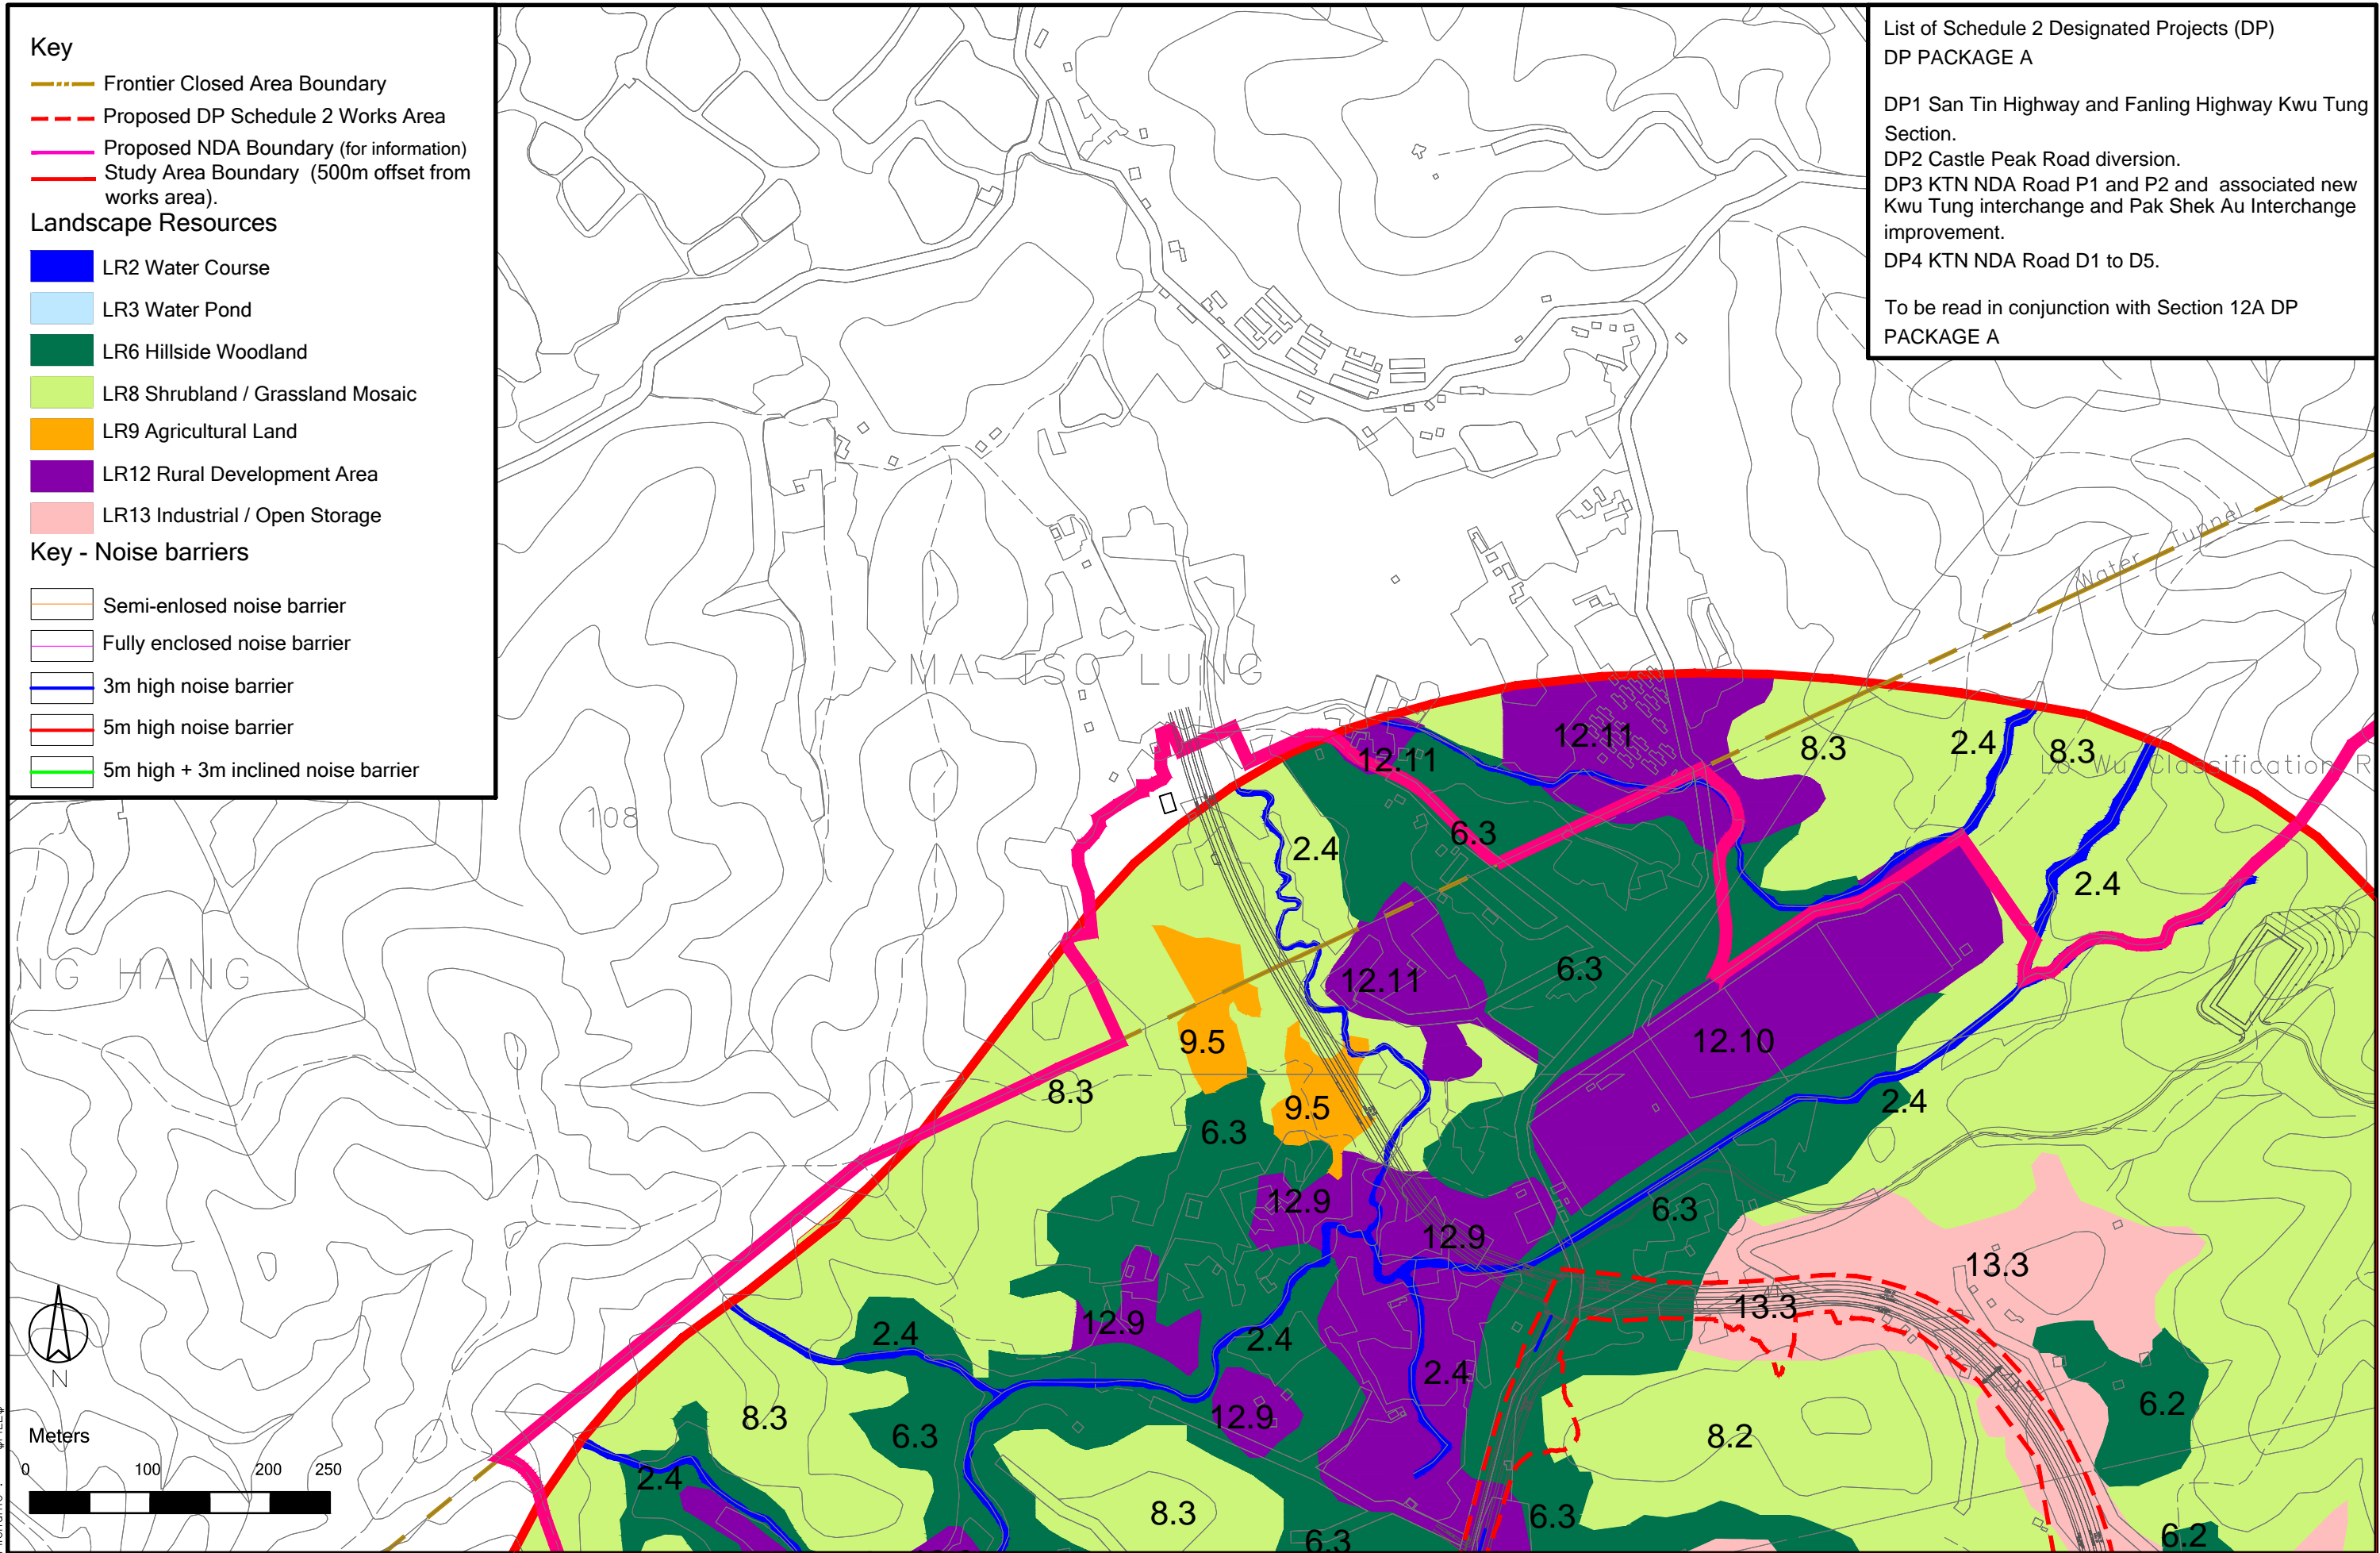 Key
Frontier Closed Area Boundary
Proposed DP Schedule 2 Works Area
Proposed NDA Boundary (for information)
Study Area Boundary (500m offset from
works area).
Landscape Resources
LR2 Water Course
LR3 Water Pond
LR6 Hillside Woodland
LR8 Shrubland / Grassland Mosaic
LR9 Agricultural Land
LR12 Rural Development Area
LR13 Industrial / Open Storage
Key - Noise barriers
Semi-enlosed noise barrier
Fully enclosed noise barrier
3m high noise barrier
5m high noise barrier
5m high + 3m inclined noise barrier
List of Schedule 2 Designated Projects (DP)
DP PACKAGE A
DP1 San Tin Highway and Fanling Highway Kwu Tung
Section.
DP2 Castle Peak Road diversion.
DP3 KTN NDA Road P1 and P2 and associated new
Kwu Tung interchange and Pak Shek Au Interchange
improvement.
DP4 KTN NDA Road D1 to D5.
To be read in conjunction with Section 12A DP
PACKAGE A
Water Tunnel
MA TSO LUNG
12.11
12.11
8.3
2.4
8.3
Lo Wu Classification R
108
2.4
6.3
2.4
NG HANG
12.11
6.3
9.5
12.10
8.3
9.5
2.4
6.3
12.9
6.3
12.9
13.3
13.3
12.9
2.4
2.4
2.4
6.2
8.3
12.9
6.3
8.2
2.4
8.3
6.3
6.3
6.2
N
Meters
0 100 200 250